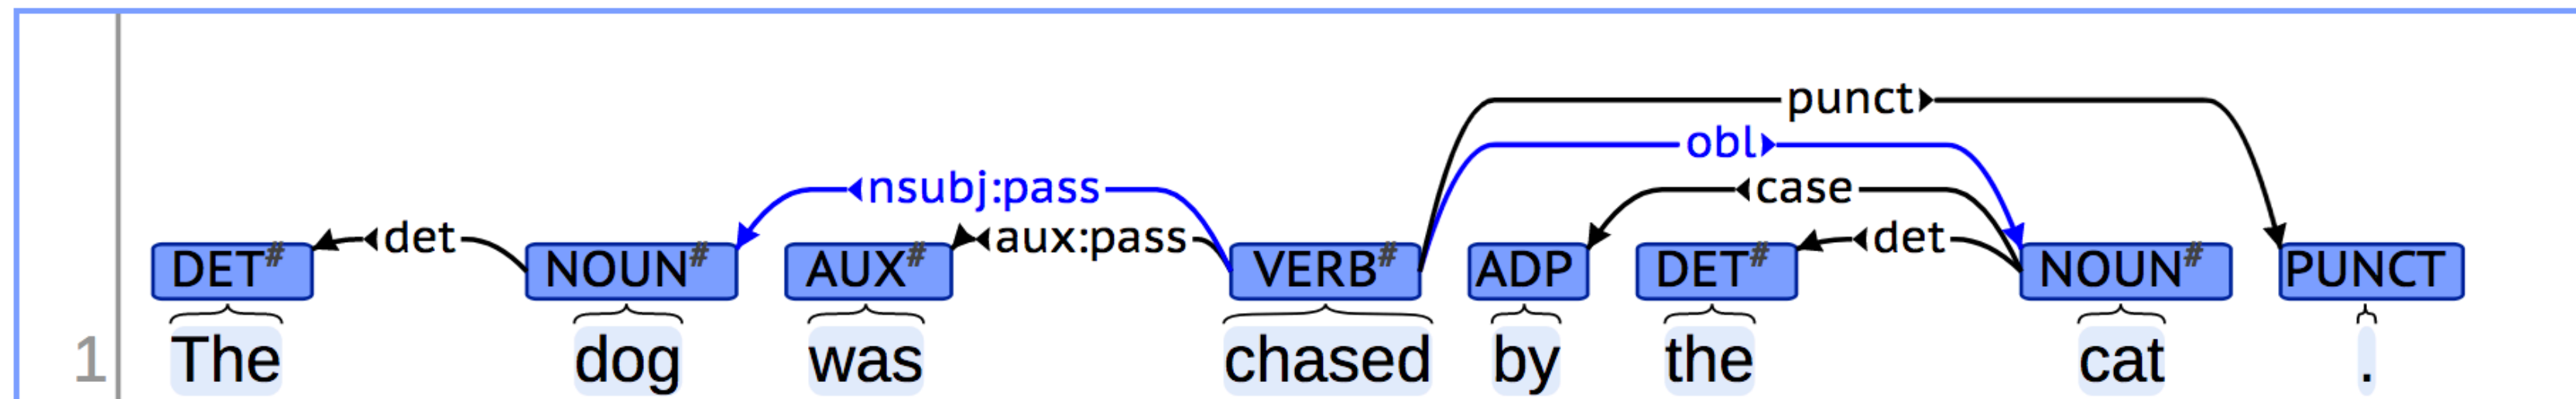 punct
obl
nsubj:pass case
det aux:pass det
DET# NOUN# AUX# VERB# ADP DET# NOUN# PUNCT
1 The dog was chased by the cat .